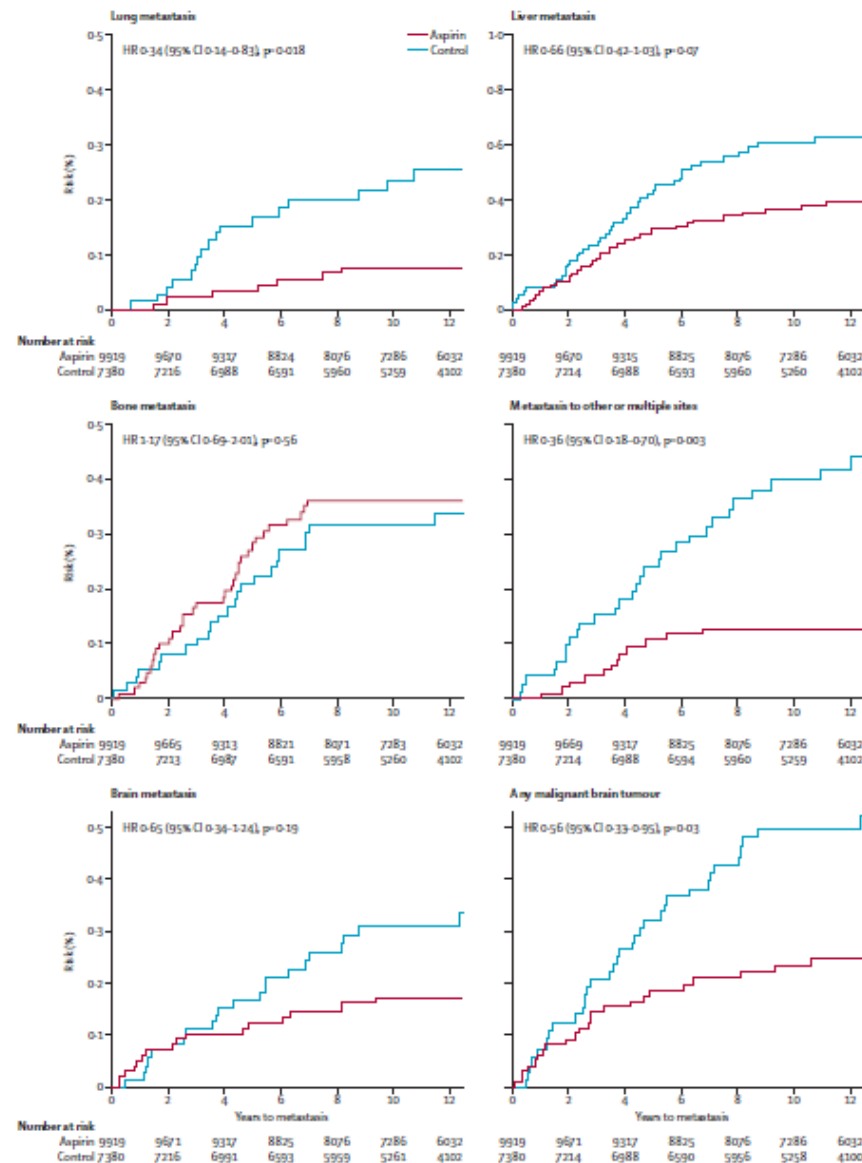 Lung metastasis
HR 0·34 (95% CI 0·14–0·83), p=0·018
Aspirin
Control
0·5
0·4
0·3
0·2
0·1
0
Risk (%)
0 2 4 6 8 10 12
Number at risk
Aspirin 9919 9670 9317 8824 8076 7286 6032
Control 7380 7216 6988 6591 5960 5259 4102
Liver metastasis
HR 0·66 (95% CI 0·42–1·03), p=0·07
1·0
0·8
0·6
0·4
0·2
0
0 2 4 6 8 10 12
9919 9670 9315 8825 8076 7286 6032
7380 7214 6988 6593 5960 5260 4102
Bone metastasis
HR 1·17 (95% CI 0·69–2·01), p=0·56
0·5
0·4
0·3
0·2
0·1
0
Risk (%)
0 2 4 6 8 10 12
Number at risk
Aspirin 9919 9665 9313 8821 8071 7283 6032
Control 7380 7213 6987 6591 5958 5260 4102
Metastasis to other or multiple sites
HR 0·36 (95% CI 0·18–0·70), p=0·003
0 2 4 6 8 10 12
9919 9669 9317 8825 8076 7286 6032
7380 7214 6988 6594 5960 5259 4102
Brain metastasis
HR 0·65 (95% CI 0·34–1·24), p=0·19
0·5
0·4
0·3
0·2
0·1
0
Risk (%)
0 2 4 6 8 10 12
Years to metastasis
Number at risk
Aspirin 9919 9671 9317 8825 8076 7286 6032
Control 7380 7216 6991 6593 5959 5261 4102
Any malignant brain tumour
HR 0·56 (95% CI 0·33–0·95), p=0·03
0 2 4 6 8 10 12
Years to metastasis
9919 9671 9317 8825 8076 7286 6032
7380 7214 6988 6590 5956 5258 4100